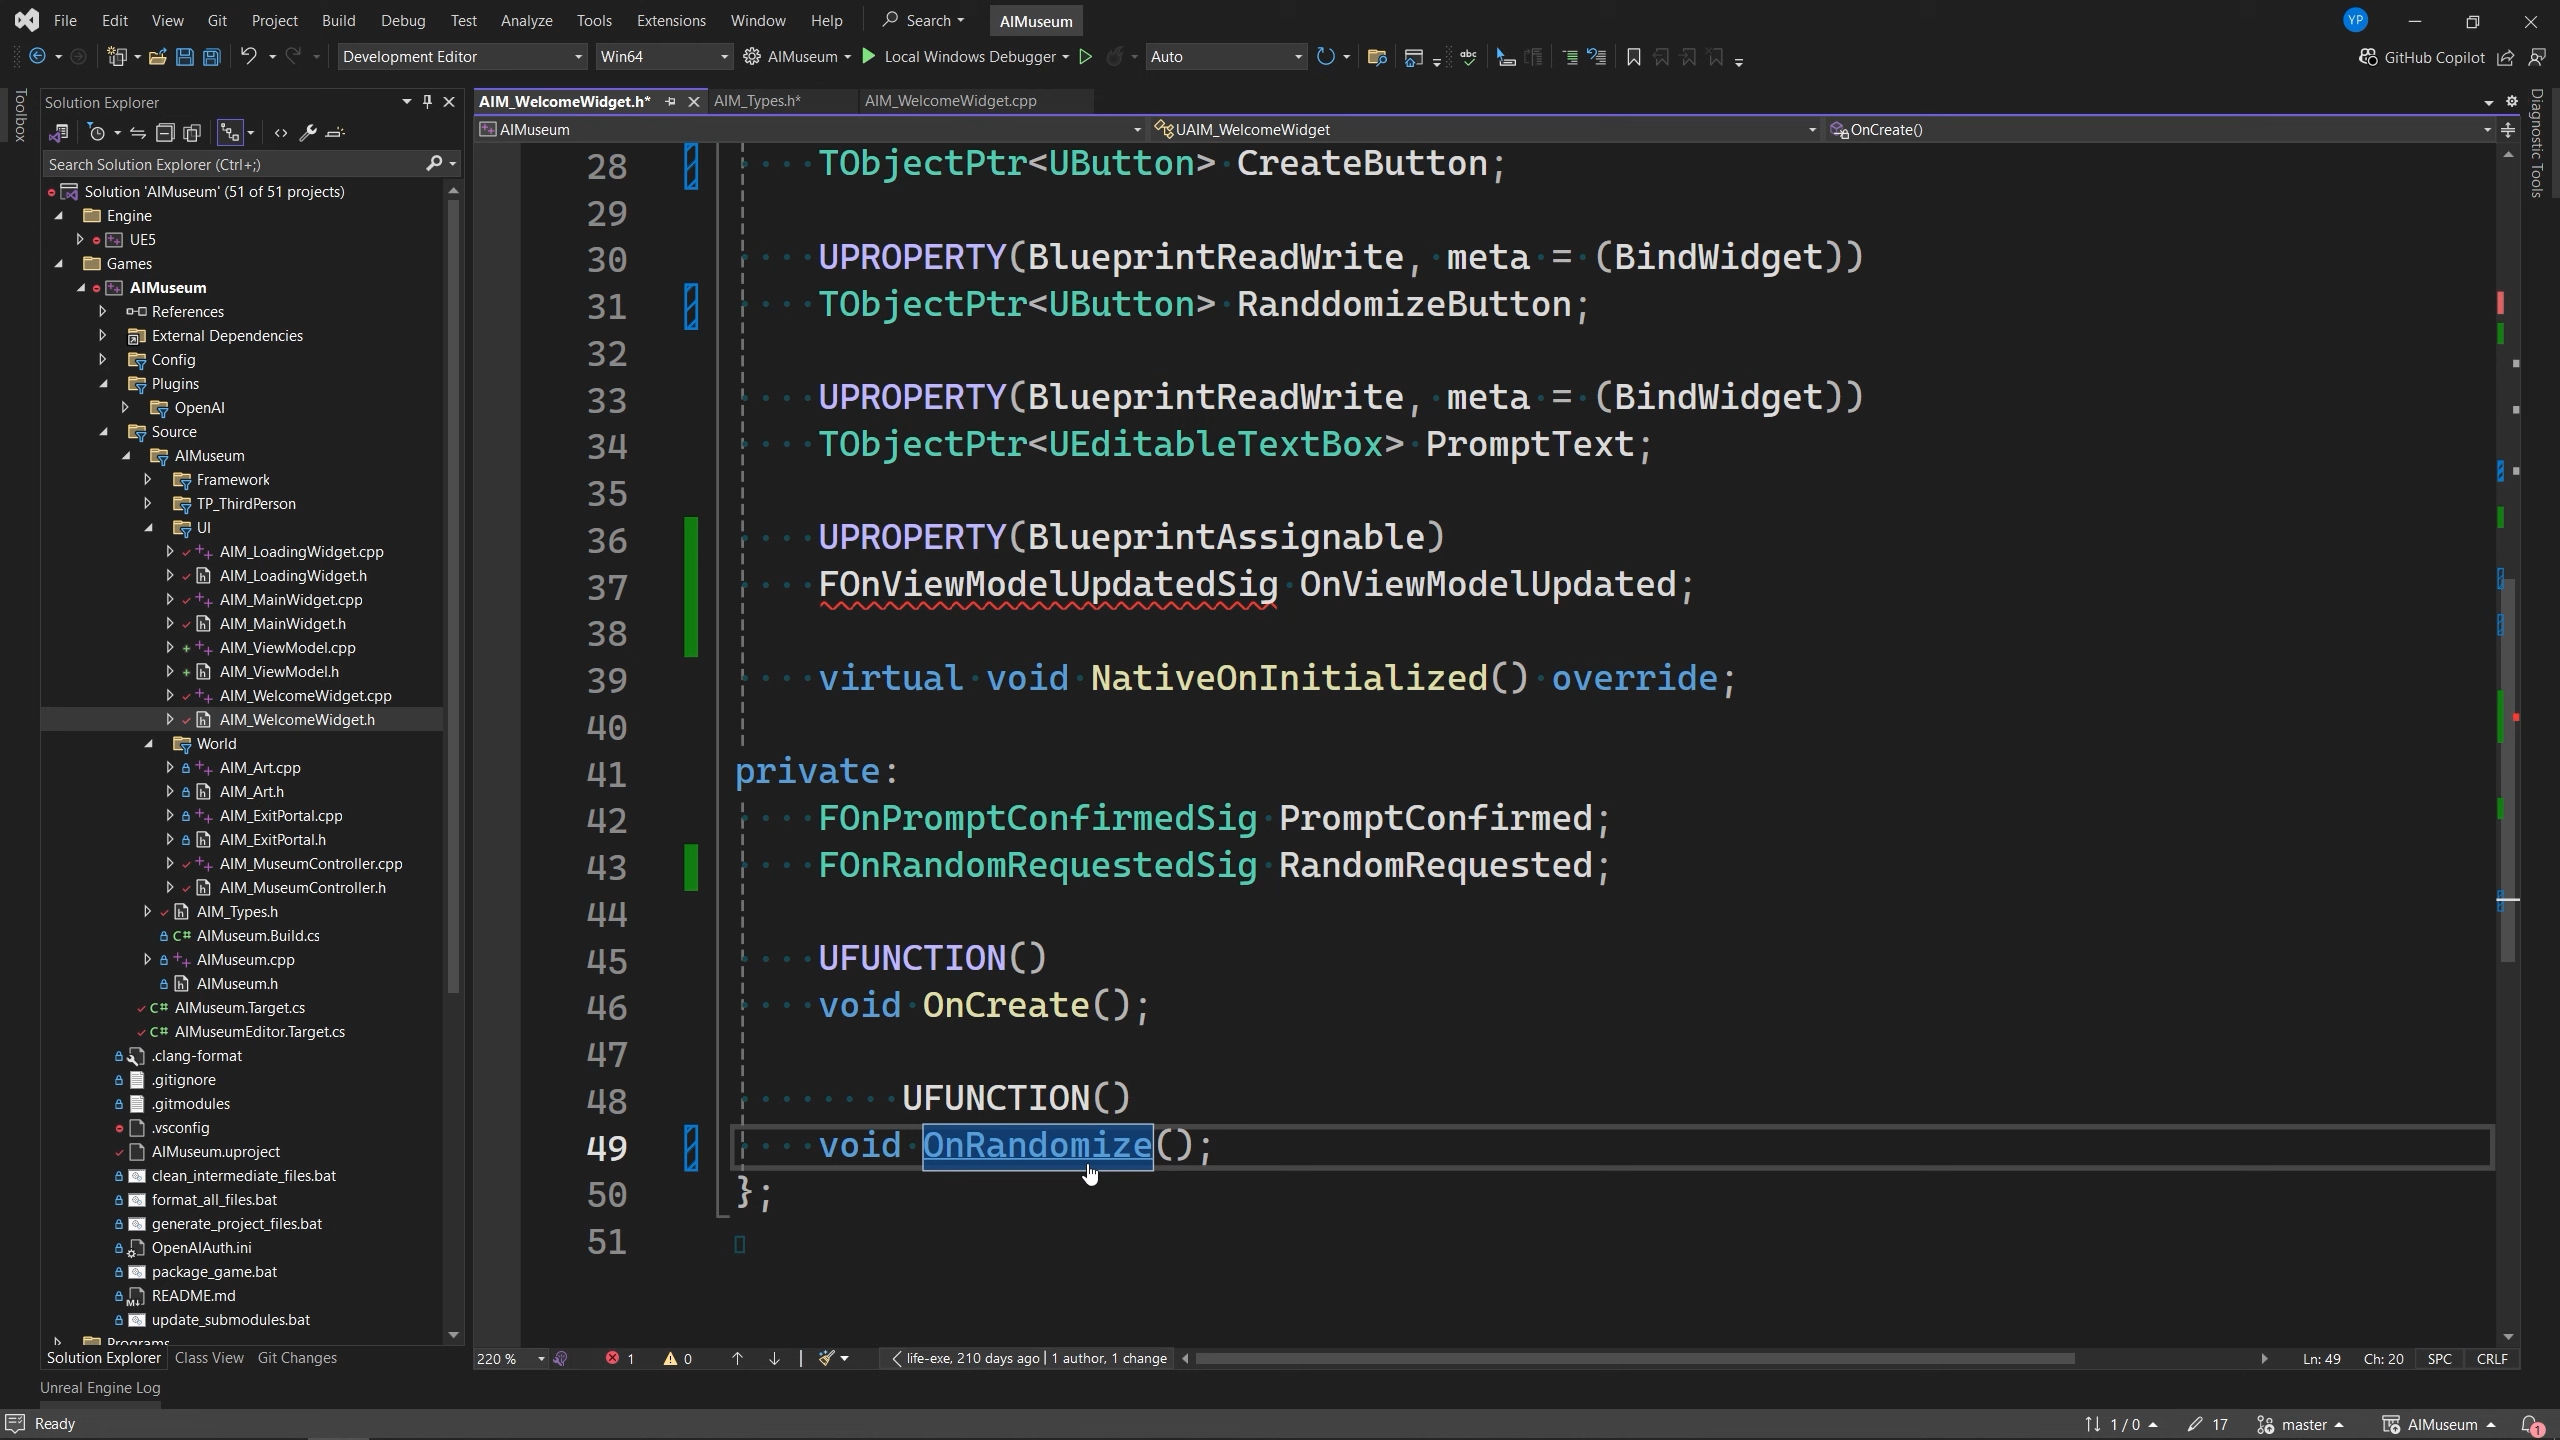 File Edit View Git Project Build Debug Test Analyze Tools Extensions Window Help Search AIMuseum YP
Development Editor Win64 AIMuseum Local Windows Debugger Auto GitHub Copilot
Toolbox
Solution Explorer
Search Solution Explorer (Ctrl+;)
Solution 'AIMuseum' (51 of 51 projects)
Engine
UE5
Games
AIMuseum
References
External Dependencies
Config
Plugins
OpenAI
Source
AIMuseum
Framework
TP_ThirdPerson
UI
AIM_LoadingWidget.cpp
AIM_LoadingWidget.h
AIM_MainWidget.cpp
AIM_MainWidget.h
AIM_ViewModel.cpp
AIM_ViewModel.h
AIM_WelcomeWidget.cpp
AIM_WelcomeWidget.h
World
AIM_Art.cpp
AIM_Art.h
AIM_ExitPortal.cpp
AIM_ExitPortal.h
AIM_MuseumController.cpp
AIM_MuseumController.h
AIM_Types.h
AIMuseum.Build.cs
AIMuseum.cpp
AIMuseum.h
AIMuseum.Target.cs
AIMuseumEditor.Target.cs
.clang-format
.gitignore
.gitmodules
.vsconfig
AIMuseum.uproject
clean_intermediate_files.bat
format_all_files.bat
generate_project_files.bat
OpenAIAuth.ini
package_game.bat
README.md
update_submodules.bat
Programs
Solution Explorer Class View Git Changes
AIM_WelcomeWidget.h* AIM_Types.h* AIM_WelcomeWidget.cpp
AIMuseum UAIM_WelcomeWidget OnCreate()
28 TObjectPtr<UButton> CreateButton;
29
30 UPROPERTY(BlueprintReadWrite, meta = (BindWidget))
31 TObjectPtr<UButton> RanddomizeButton;
32
33 UPROPERTY(BlueprintReadWrite, meta = (BindWidget))
34 TObjectPtr<UEditableTextBox> PromptText;
35
36 UPROPERTY(BlueprintAssignable)
37 FOnViewModelUpdatedSig OnViewModelUpdated;
38
39 virtual void NativeOnInitialized() override;
40
41 private:
42 FOnPromptConfirmedSig PromptConfirmed;
43 FOnRandomRequestedSig RandomRequested;
44
45 UFUNCTION()
46 void OnCreate();
47
48 UFUNCTION()
49 void OnRandomize();
50 };
51
Diagnostic Tools
220 % 1 0 life-exe, 210 days ago | 1 author, 1 change Ln: 49 Ch: 20 SPC CRLF
Unreal Engine Log
Ready 1 / 0 17 master AIMuseum 1